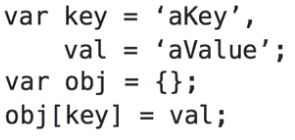 var key = ‘aKey’,
    val = ‘aValue’;
var obj = {};
obj[key] = val;